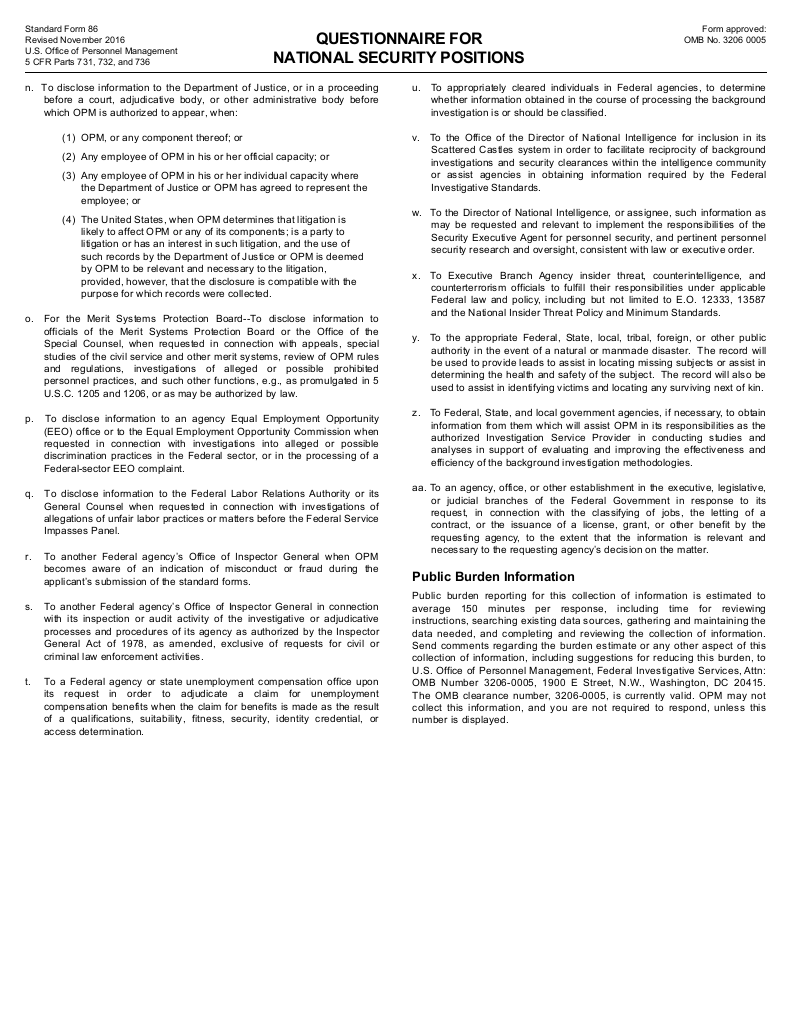 Standard Form 86
Revised November 2016
U.S. Office of Personnel Management
5 CFR Parts 731, 732, and 736
QUESTIONNAIRE FOR
NATIONAL SECURITY POSITIONS
Form approved:
OMB No. 3206 0005
n. To disclose information to the Department of Justice, or in a proceeding
before a court, adjudicative body, or other administrative body before
which OPM is authorized to appear, when:
(1) OPM, or any component thereof; or
(2) Any employee of OPM in his or her official capacity; or
(3) Any employee of OPM in his or her individual capacity where
the Department of Justice or OPM has agreed to represent the
employee; or
(4) The United States, when OPM determines that litigation is
likely to affect OPM or any of its components; is a party to
litigation or has an interest in such litigation, and the use of
such records by the Department of Justice or OPM is deemed
by OPM to be relevant and necessary to the litigation,
provided, however, that the disclosure is compatible with the
purpose for which records were collected.
o. For the Merit Systems Protection Board--To disclose information to
officials of the Merit Systems Protection Board or the Office of the
Special Counsel, when requested in connection with appeals, special
studies of the civil service and other merit systems, review of OPM rules
and regulations, investigations of alleged or possible prohibited
personnel practices, and such other functions, e.g., as promulgated in 5
U.S.C. 1205 and 1206, or as may be authorized by law.
p. To disclose information to an agency Equal Employment Opportunity
(EEO) office or to the Equal Employment Opportunity Commission when
requested in connection with investigations into alleged or possible
discrimination practices in the Federal sector, or in the processing of a
Federal-sector EEO complaint.
q. To disclose information to the Federal Labor Relations Authority or its
General Counsel when requested in connection with investigations of
allegations of unfair labor practices or matters before the Federal Service
Impasses Panel.
r. To another Federal agency's Office of Inspector General when OPM
becomes aware of an indication of misconduct or fraud during the
applicant's submission of the standard forms.
s. To another Federal agency's Office of Inspector General in connection
with its inspection or audit activity of the investigative or adjudicative
processes and procedures of its agency as authorized by the Inspector
General Act of 1978, as amended, exclusive of requests for civil or
criminal law enforcement activities.
t. To a Federal agency or state unemployment compensation office upon
its request in order to adjudicate a claim for unemployment
compensation benefits when the claim for benefits is made as the result
of a qualifications, suitability, fitness, security, identity credential, or
access determination.
u. To appropriately cleared individuals in Federal agencies, to determine
whether information obtained in the course of processing the background
investigation is or should be classified.
v. To the Office of the Director of National Intelligence for inclusion in its
Scattered Castles system in order to facilitate reciprocity of background
investigations and security clearances within the intelligence community
or assist agencies in obtaining information required by the Federal
Investigative Standards.
w. To the Director of National Intelligence, or assignee, such information as
may be requested and relevant to implement the responsibilities of the
Security Executive Agent for personnel security, and pertinent personnel
security research and oversight, consistent with law or executive order.
x. To Executive Branch Agency insider threat, counterintelligence, and
counterterrorism officials to fulfill their responsibilities under applicable
Federal law and policy, including but not limited to E.O. 12333, 13587
and the National Insider Threat Policy and Minimum Standards.
y. To the appropriate Federal, State, local, tribal, foreign, or other public
authority in the event of a natural or manmade disaster. The record will
be used to provide leads to assist in locating missing subjects or assist in
determining the health and safety of the subject. The record will also be
used to assist in identifying victims and locating any surviving next of kin.
z. To Federal, State, and local government agencies, if necessary, to obtain
information from them which will assist OPM in its responsibilities as the
authorized Investigation Service Provider in conducting studies and
analyses in support of evaluating and improving the effectiveness and
efficiency of the background investigation methodologies.
aa. To an agency, office, or other establishment in the executive, legislative,
or judicial branches of the Federal Government in response to its
request, in connection with the classifying of jobs, the letting of a
contract, or the issuance of a license, grant, or other benefit by the
requesting agency, to the extent that the information is relevant and
necessary to the requesting agency's decision on the matter.
Public Burden Information
Public burden reporting for this collection of information is estimated to
average 150 minutes per response, including time for reviewing
instructions, searching existing data sources, gathering and maintaining the
data needed, and completing and reviewing the collection of information.
Send comments regarding the burden estimate or any other aspect of this
collection of information, including suggestions for reducing this burden, to
U.S. Office of Personnel Management, Federal Investigative Services, Attn:
OMB Number 3206-0005, 1900 E Street, N.W., Washington, DC 20415.
The OMB clearance number, 3206-0005, is currently valid. OPM may not
collect this information, and you are not required to respond, unless this
number is displayed.